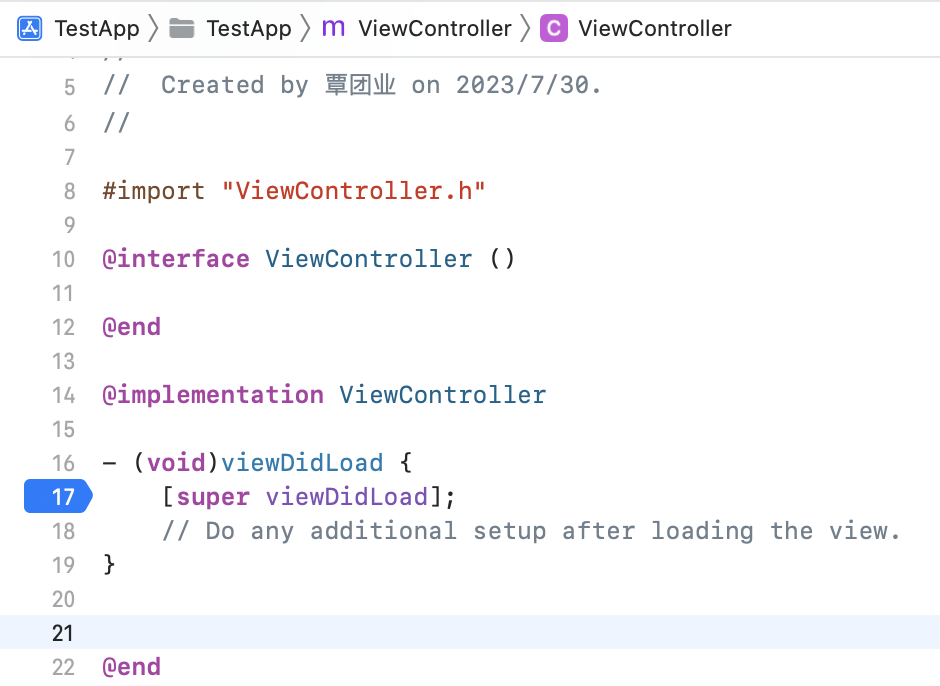 TestApp TestApp m ViewController C ViewController
5 //  Created by 覃团业 on 2023/7/30.
6 //
7
8 #import "ViewController.h"
9
10 @interface ViewController ()
11
12 @end
13
14 @implementation ViewController
15
16 - (void)viewDidLoad {
17     [super viewDidLoad];
18     // Do any additional setup after loading the view.
19 }
20
21
22 @end